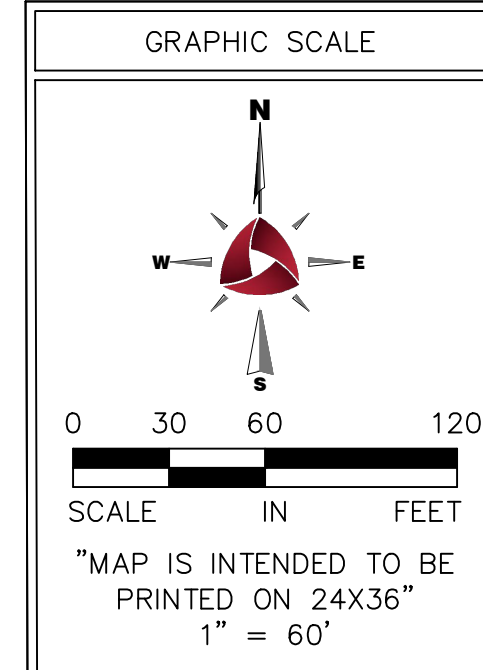 GRAPHIC SCALE
N
W E
S
0 30 60 120
SCALE IN FEET
"MAP IS INTENDED TO BE
PRINTED ON 24X36"
1" = 60'